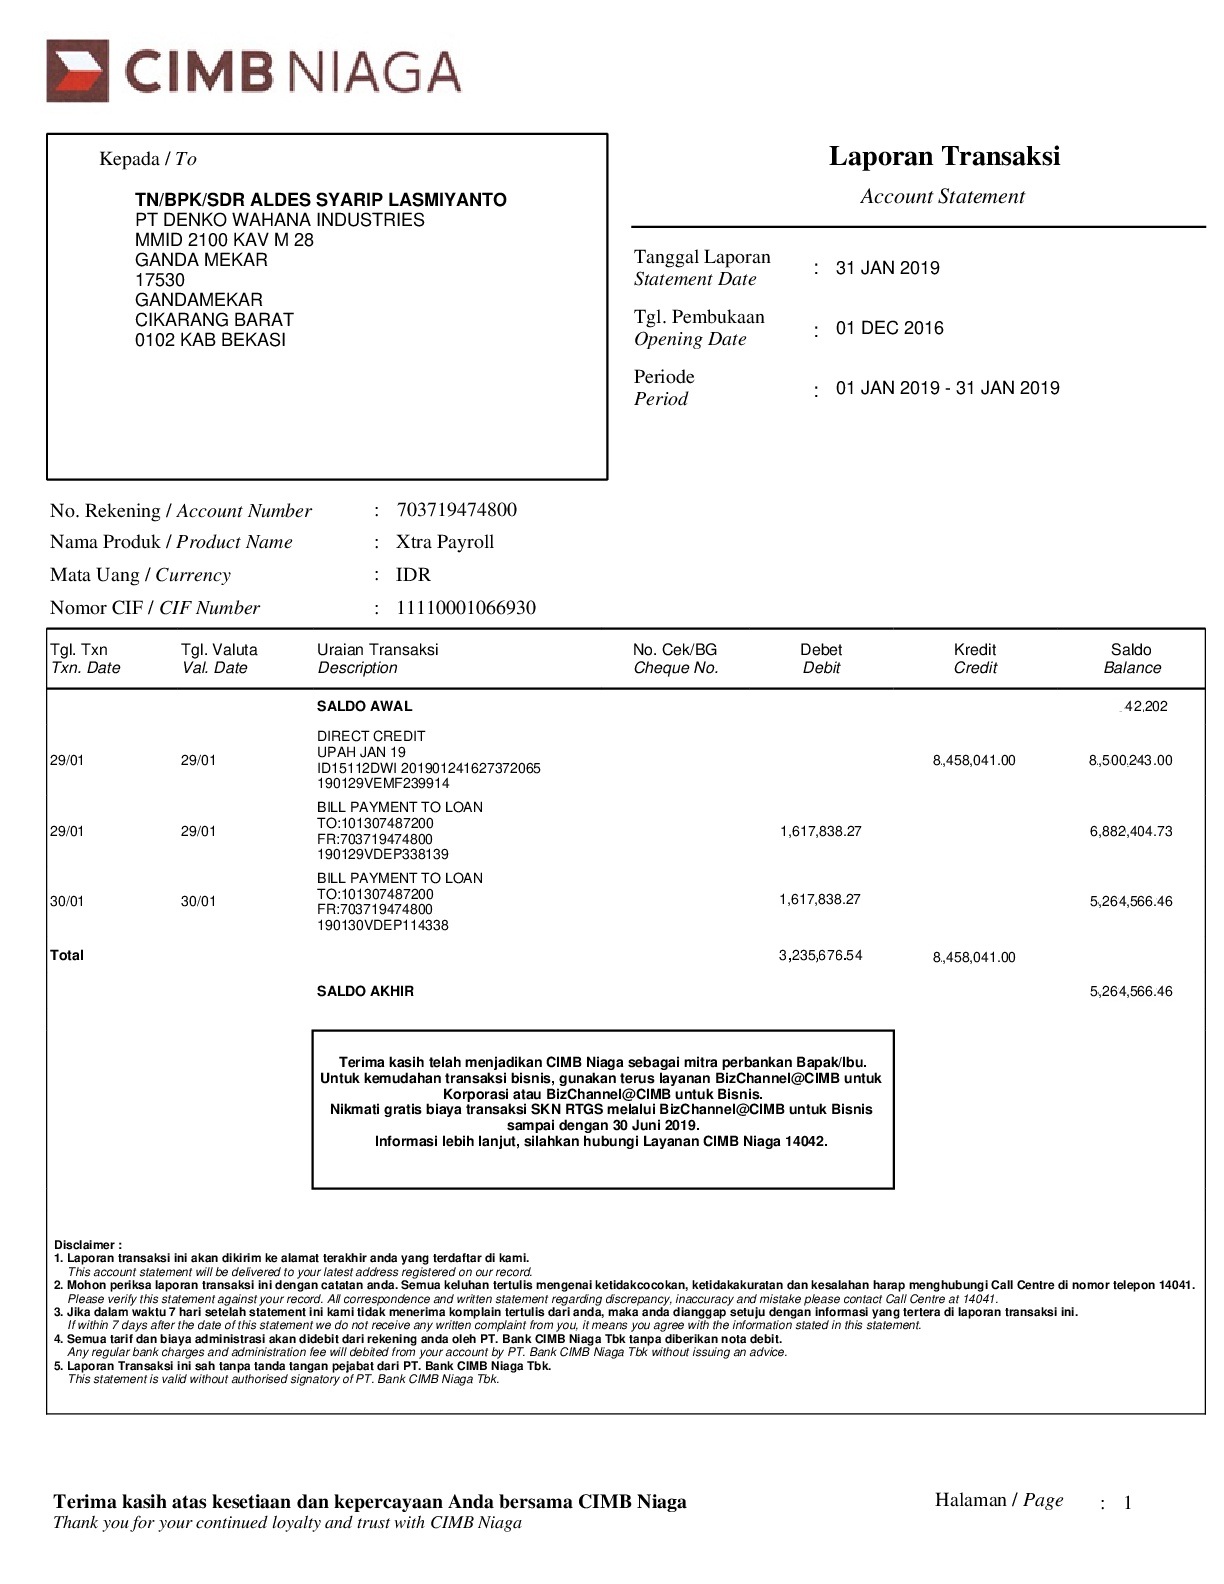 CIMB NIAGA
Kepada / To
TN/BPK/SDR ALDES SYARIP LASMIYANTO
PT DENKO WAHANA INDUSTRIES
MMID 2100 KAV M 28
GANDA MEKAR
17530
GANDAMEKAR
CIKARANG BARAT
0102 KAB BEKASI
Laporan Transaksi
Account Statement
Tanggal Laporan
Statement Date : 31 JAN 2019
Tgl. Pembukaan
Opening Date : 01 DEC 2016
Periode
Period : 01 JAN 2019 - 31 JAN 2019
No. Rekening / Account Number : 703719474800
Nama Produk / Product Name : Xtra Payroll
Mata Uang / Currency : IDR
Nomor CIF / CIF Number : 11110001066930
Tgl. Txn Tgl. Valuta Uraian Transaksi No. Cek/BG Debet Kredit Saldo
Txn. Date Val. Date Description Cheque No. Debit Credit Balance
SALDO AWAL 42,202
DIRECT CREDIT
UPAH JAN 19
29/01 29/01 ID15112DWI 201901241627372065 8,458,041.00 8,500,243.00
190129VEMF239914
BILL PAYMENT TO LOAN
TO:101307487200
29/01 29/01 FR:703719474800 1,617,838.27 6,882,404.73
190129VDEP338139
BILL PAYMENT TO LOAN
TO:101307487200
30/01 30/01 FR:703719474800 1,617,838.27 5,264,566.46
190130VDEP114338
Total 3,235,676.54 8,458,041.00
SALDO AKHIR 5,264,566.46
Terima kasih telah menjadikan CIMB Niaga sebagai mitra perbankan Bapak/Ibu.
Untuk kemudahan transaksi bisnis, gunakan terus layanan BizChannel@CIMB untuk
Korporasi atau BizChannel@CIMB untuk Bisnis.
Nikmati gratis biaya transaksi SKN RTGS melalui BizChannel@CIMB untuk Bisnis
sampai dengan 30 Juni 2019.
Informasi lebih lanjut, silahkan hubungi Layanan CIMB Niaga 14042.
Disclaimer :
1. Laporan transaksi ini akan dikirim ke alamat terakhir anda yang terdaftar di kami.
This account statement will be delivered to your latest address registered on our record.
2. Mohon periksa laporan transaksi ini dengan catatan anda. Semua keluhan tertulis mengenai ketidakcocokan, ketidakakuratan dan kesalahan harap menghubungi Call Centre di nomor telepon 14041.
Please verify this statement against your record. All correspondence and written statement regarding discrepancy, inaccuracy and mistake please contact Call Centre at 14041.
3. Jika dalam waktu 7 hari setelah statement ini kami tidak menerima komplain tertulis dari anda, maka anda dianggap setuju dengan informasi yang tertera di laporan transaksi ini.
If within 7 days after the date of this statement we do not receive any written complaint from you, it means you agree with the information stated in this statement.
4. Semua tarif dan biaya administrasi akan didebit dari rekening anda oleh PT. Bank CIMB Niaga Tbk tanpa diberikan nota debit.
Any regular bank charges and administration fee will debited from your account by PT. Bank CIMB Niaga Tbk without issuing an advice.
5. Laporan Transaksi ini sah tanpa tanda tangan pejabat dari PT. Bank CIMB Niaga Tbk.
This statement is valid without authorised signatory of PT. Bank CIMB Niaga Tbk.
Terima kasih atas kesetiaan dan kepercayaan Anda bersama CIMB Niaga
Thank you for your continued loyalty and trust with CIMB Niaga
Halaman / Page : 1